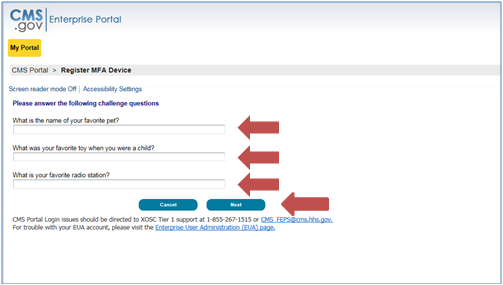 CMS
.gov
Enterprise Portal
My Portal
CMS Portal > Register MFA Device
Screen reader mode Off | Accessibility Settings
Please answer the following challenge questions
What is the name of your favorite pet?
What was your favorite toy when you were a child?
What is your favorite radio station?
Cancel Next
CMS Portal Login issues should be directed to XOSC Tier 1 support at 1-855-267-1515 or CMS_FEPS@cms.hhs.gov.
For trouble with your EUA account, please visit the Enterprise User Administration (EUA) page.